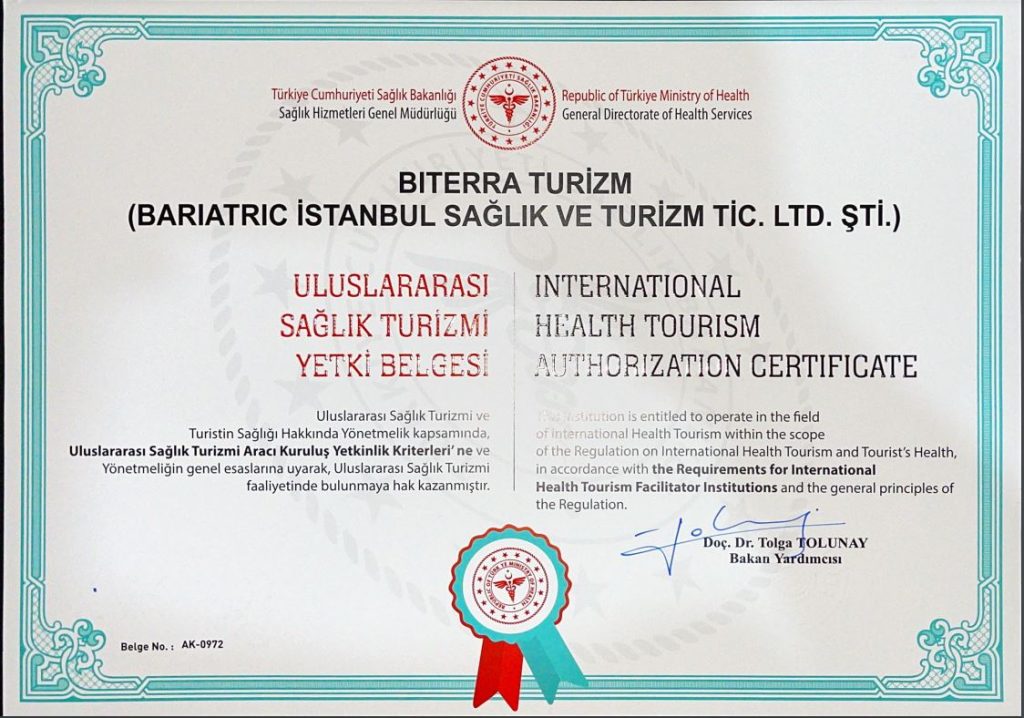 Türkiye Cumhuriyeti Sağlık Bakanlığı
Sağlık Hizmetleri Genel Müdürlüğü
Republic of Türkiye Ministry of Health
General Directorate of Health Services
BITERRA TURİZM
(BARIATRIC İSTANBUL SAĞLIK VE TURİZM TİC. LTD. ŞTİ.)
ULUSLARARASI
SAĞLIK TURİZMİ
YETKİ BELGESİ
INTERNATIONAL
HEALTH TOURISM
AUTHORIZATION CERTIFICATE
Uluslararası Sağlık Turizmi ve
Turistin Sağlığı Hakkında Yönetmelik kapsamında,
Uluslararası Sağlık Turizmi Aracı Kuruluş Yetkinlik Kriterleri' ne ve
Yönetmeliğin genel esaslarına uyarak, Uluslararası Sağlık Turizmi
faaliyetinde bulunmaya hak kazanmıştır.
This institution is entitled to operate in the field
of International Health Tourism within the scope
of the Regulation on International Health Tourism and Tourist's Health,
in accordance with the Requirements for International
Health Tourism Facilitator Institutions and the general principles of
the Regulation.
Doç. Dr. Tolga TOLUNAY
Bakan Yardımcısı
Belge No. : AK-0972